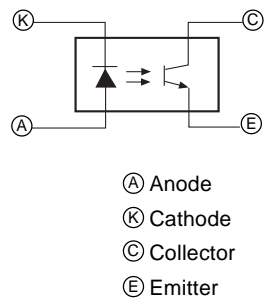 K C
A E
Ⓐ Anode
Ⓚ Cathode
Ⓒ Collector
Ⓔ Emitter